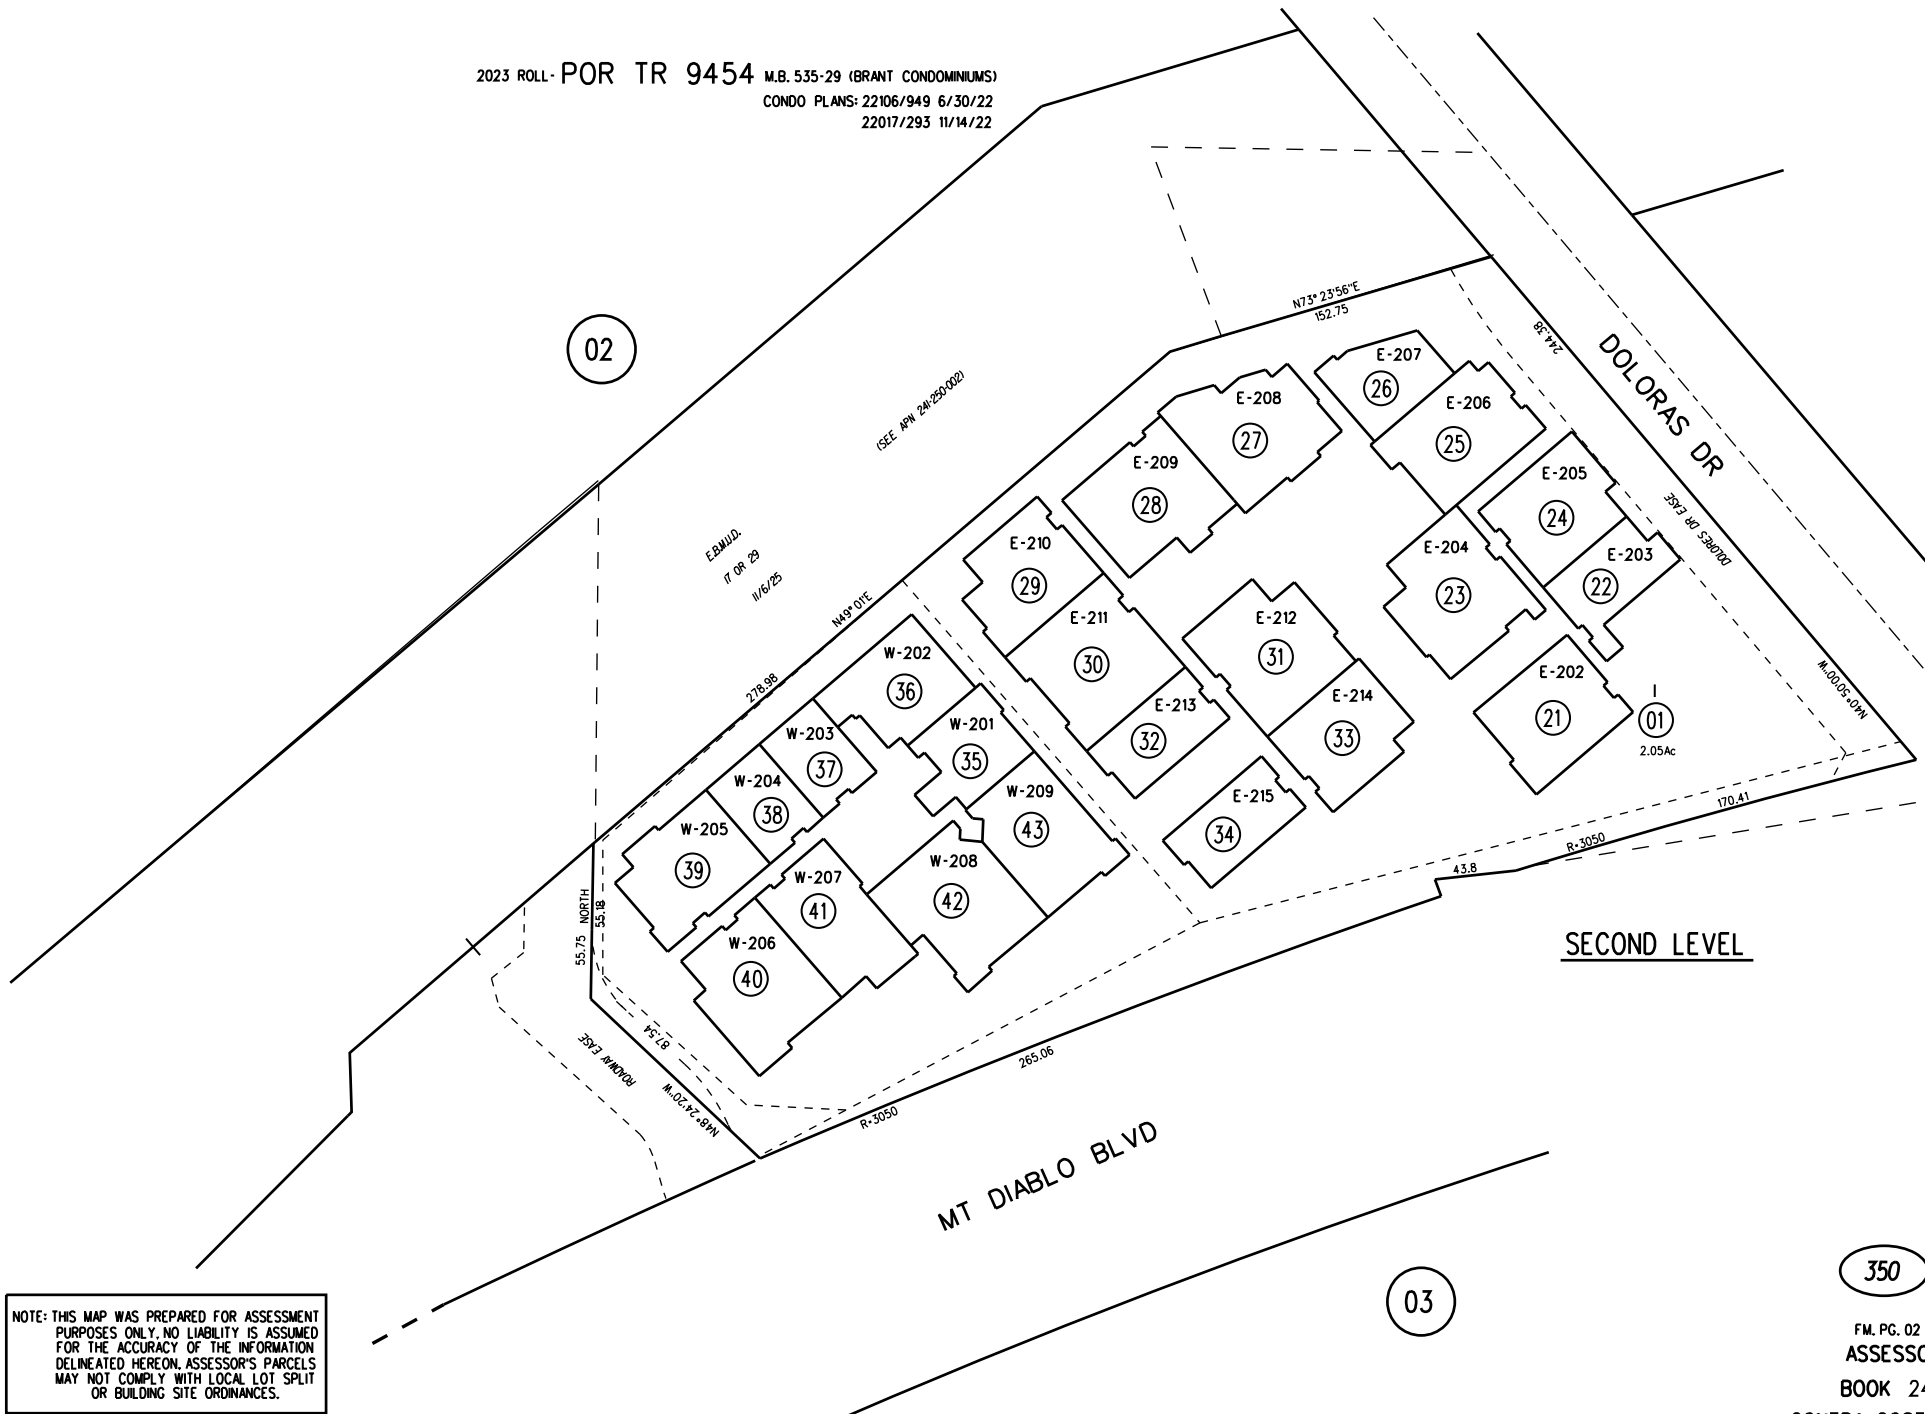 2023 ROLL- POR TR 9454 M.B. 535-29 (BRANT CONDOMINIUMS)
CONDO PLANS: 22106/949 6/30/22
22017/293 11/14/22
02
(SEE APN 241-250-002)
E.B.M.U.D.
17 OR 29
11/6/25
N73° 23'56"E
152.75
244.38
DOLORAS DR
DOLORES DR EASE
N40° 50'00"W
N49° 01'E
278.98
E-207
26
E-206
25
E-208
27
E-209
28
E-205
24
E-203
22
E-204
23
E-210
29
E-211
30
E-212
31
E-213
32
E-214
33
E-202
21
1
01
2.05Ac
E-215
34
W-202
36
W-201
35
W-203
37
W-204
38
W-205
39
W-209
43
W-208
42
W-207
41
W-206
40
170.41
R=3050
43.8
SECOND LEVEL
55.75 NORTH
55.18
87.54
N48° 24'20"W
ROADWAY EASE
265.06
R=3050
MT DIABLO BLVD
03
350
FM. PG. 02
ASSESSO
BOOK 24
NOTE: THIS MAP WAS PREPARED FOR ASSESSMENT
PURPOSES ONLY. NO LIABILITY IS ASSUMED
FOR THE ACCURACY OF THE INFORMATION
DELINEATED HEREON. ASSESSOR'S PARCELS
MAY NOT COMPLY WITH LOCAL LOT SPLIT
OR BUILDING SITE ORDINANCES.